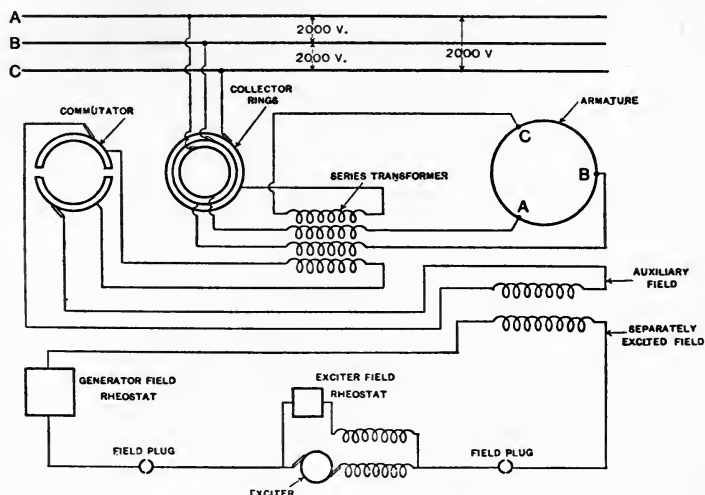 A
2000 V.
B
2000 V.
2000 V
C
COMMUTATOR
COLLECTOR
RINGS
ARMATURE
C
SERIES TRANSFORMER
B
A
AUXILIARY
FIELD
SEPARATELY
EXCITED FIELD
GENERATOR FIELD
RHEOSTAT
EXCITER FIELD
RHEOSTAT
FIELD PLUG
FIELD PLUG
EXCITER